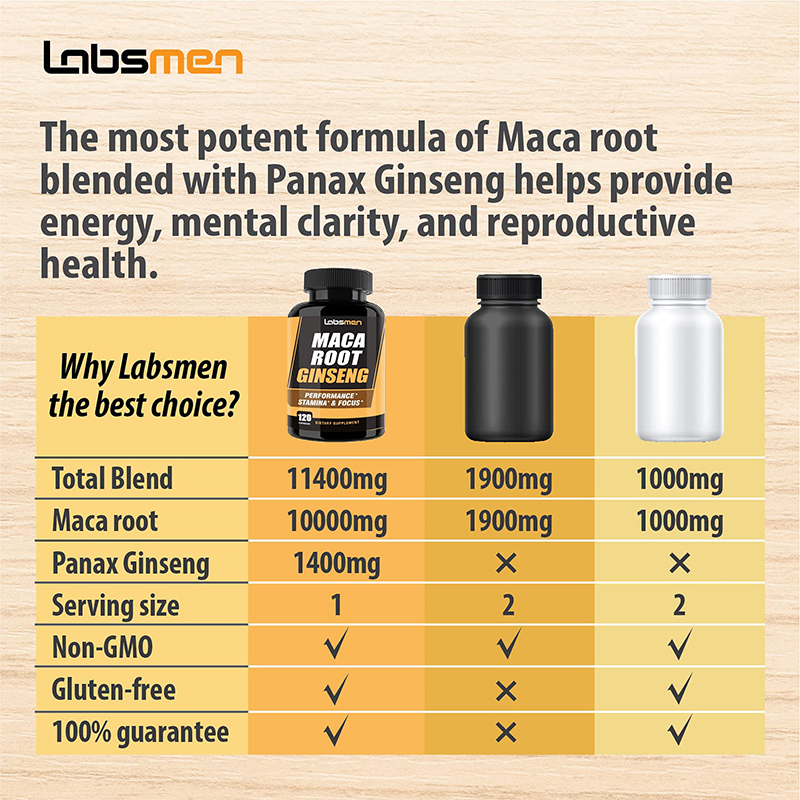 Labsmen
The most potent formula of Maca root
blended with Panax Ginseng helps provide
energy, mental clarity, and reproductive
health.
Labsmen
MACA
ROOT
GINSENG
PERFORMANCE*
STAMINA* & FOCUS*
120
CAPSULES
DIETARY SUPPLEMENT
Why Labsmen
the best choice?
Total Blend 11400mg 1900mg 1000mg
Maca root 10000mg 1900mg 1000mg
Panax Ginseng 1400mg × ×
Serving size 1 2 2
Non-GMO ✓ ✓ ✓
Gluten-free ✓ × ✓
100% guarantee ✓ × ✓